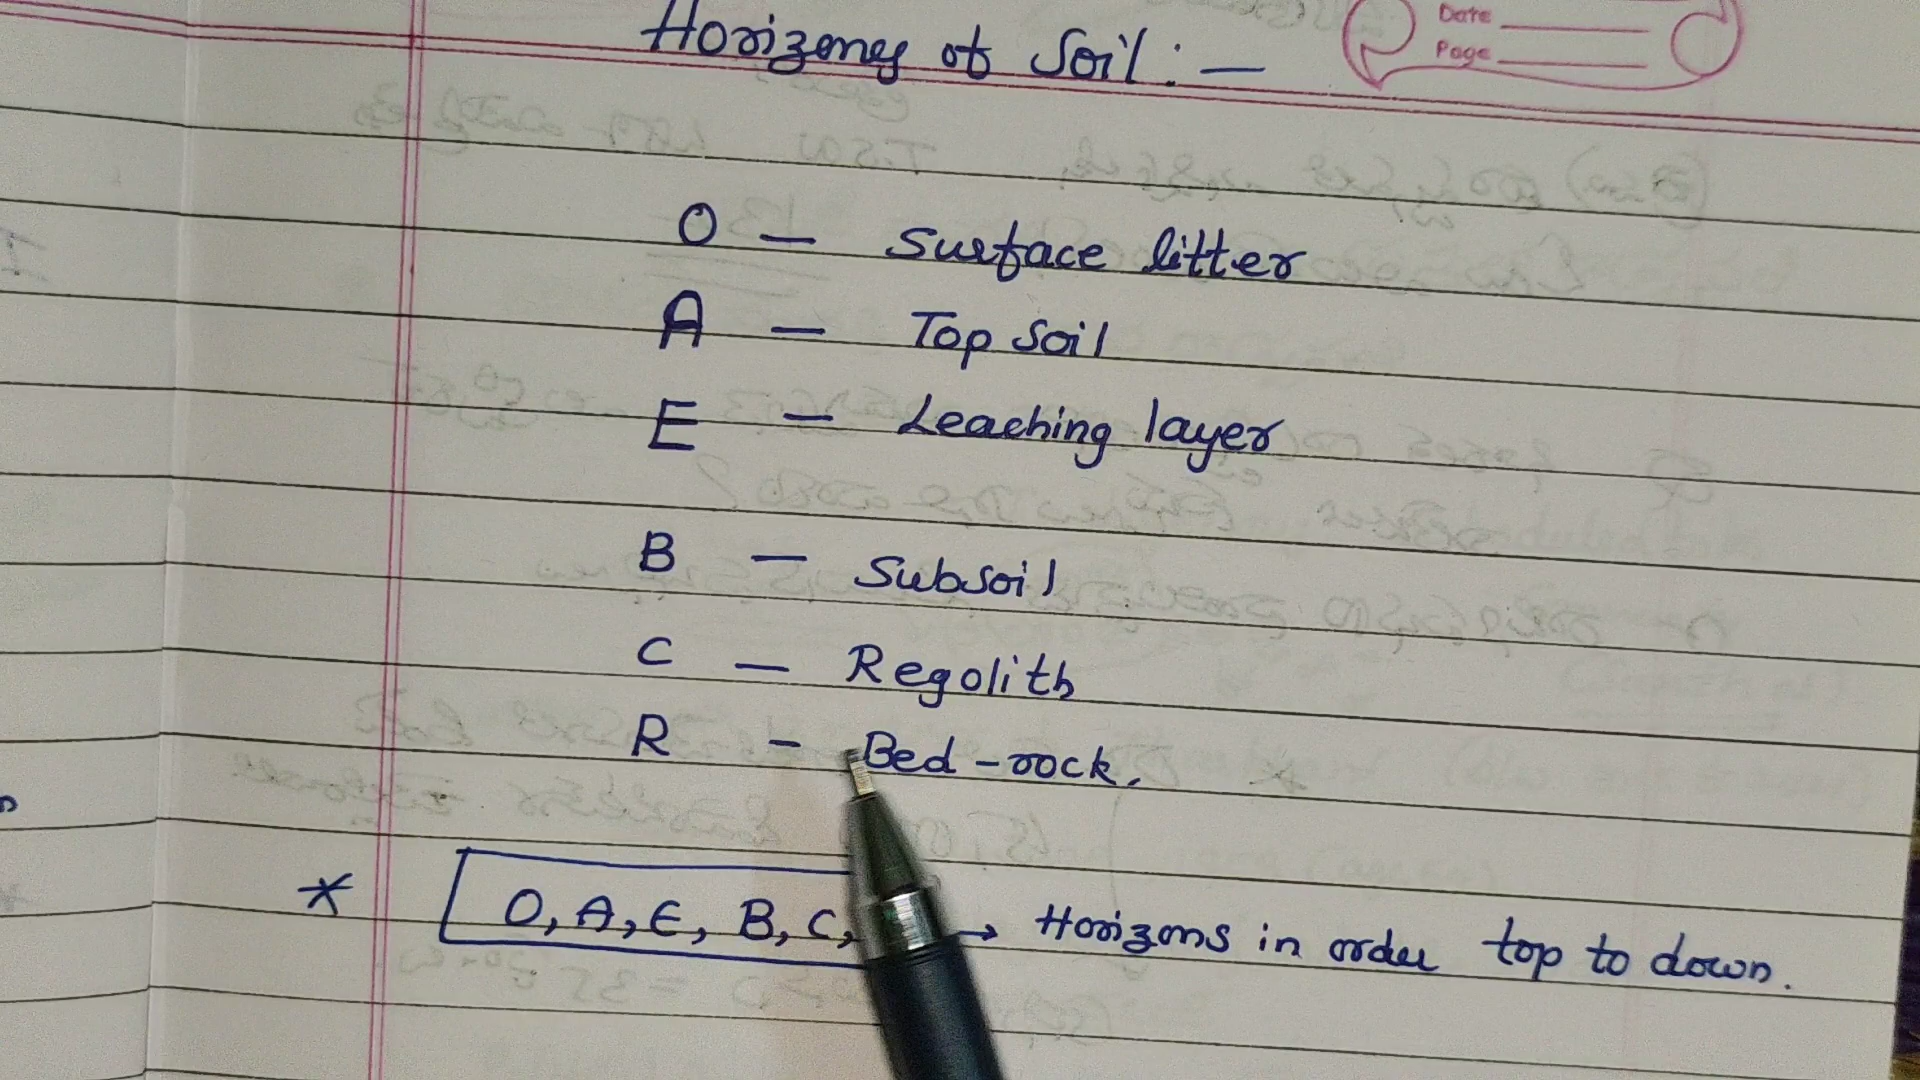 Date
Page
Horizons of Soil : —
O — Surface litter
A — Top Soil
E — Leaching layer
B — Subsoil
C — Regolith
R — Bed-rock.
* O, A, E, B, C, → Horizons in order top to down.